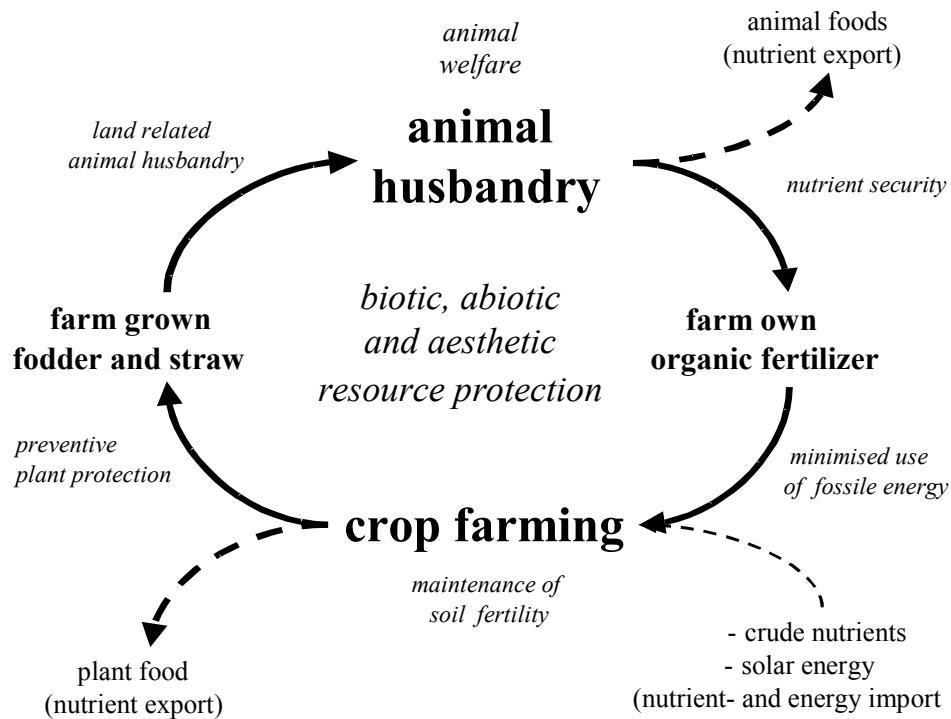 animal
welfare
animal foods
(nutrient export)
land related
animal husbandry
animal
husbandry
nutrient security
biotic, abiotic
and aesthetic
resource protection
farm grown
fodder and straw
farm own
organic fertilizer
preventive
plant protection
minimised use
of fossile energy
crop farming
maintenance of
soil fertility
plant food
(nutrient export)
- crude nutrients
- solar energy
(nutrient- and energy import